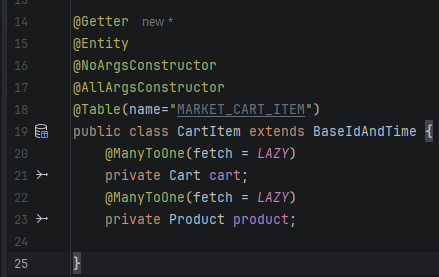 14 @Getter new *
15 @Entity
16 @NoArgsConstructor
17 @AllArgsConstructor
18 @Table(name="MARKET_CART_ITEM")
19 public class CartItem extends BaseIdAndTime {
20 @ManyToOne(fetch = LAZY)
21 private Cart cart;
22 @ManyToOne(fetch = LAZY)
23 private Product product;
24
25 }